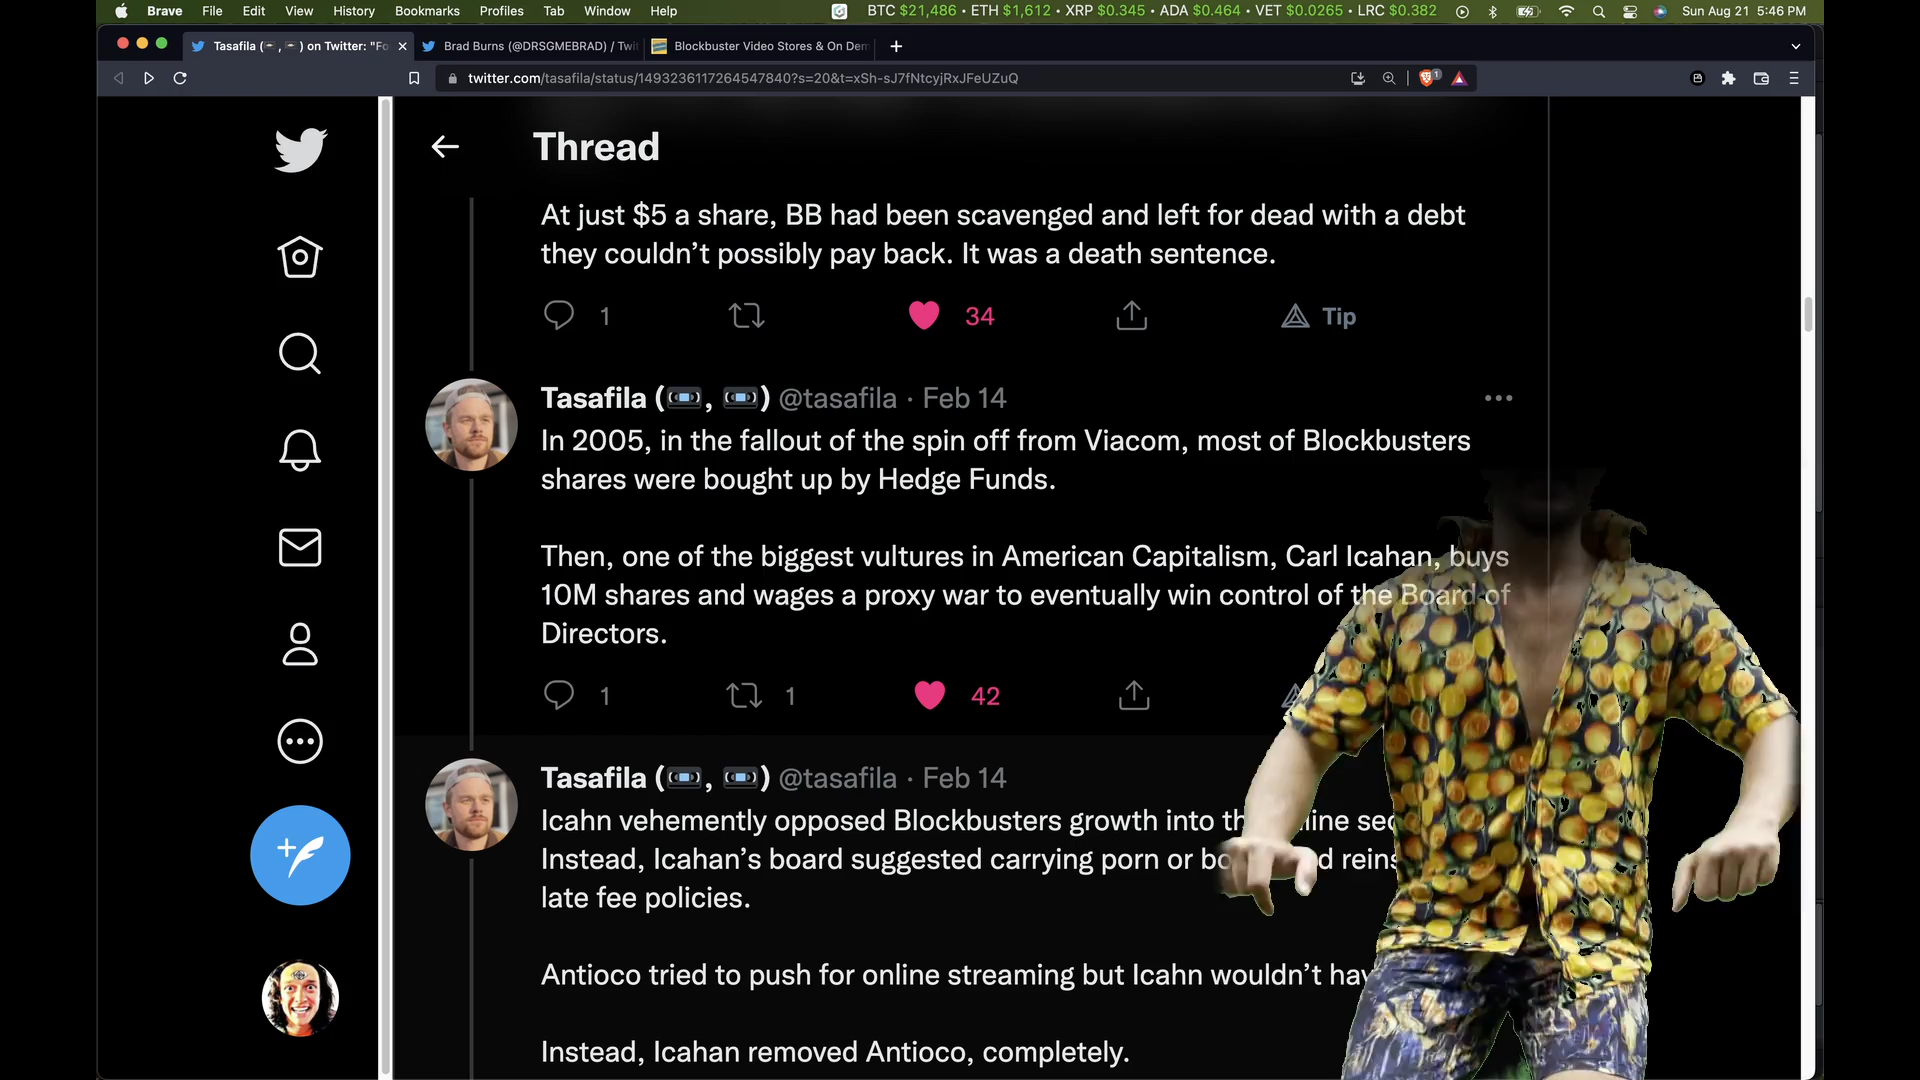 Brave File Edit View History Bookmarks Profiles Tab Window Help BTC $21,486 • ETH $1,612 • XRP $0.345 • ADA $0.464 • VET $0.0265 • LRC $0.382 Sun Aug 21 5:46 PM
Tasafila (📼, 📼) on Twitter: "Fo Brad Burns (@DRSGMEBRAD) / Twi Blockbuster Video Stores & On Dem
twitter.com/tasafila/status/1493236117264547840?s=20&t=xSh-sJ7fNtcyjRxJFeUZuQ 1
Thread
At just $5 a share, BB had been scavenged and left for dead with a debt
they couldn't possibly pay back. It was a death sentence.
1 34 Tip
Tasafila (📼, 📼) @tasafila · Feb 14
In 2005, in the fallout of the spin off from Viacom, most of Blockbusters
shares were bought up by Hedge Funds.
Then, one of the biggest vultures in American Capitalism, Carl Icahan, buys
10M shares and wages a proxy war to eventually win control of the Board of
Directors.
1 1 42
Tasafila (📼, 📼) @tasafila · Feb 14
Icahn vehemently opposed Blockbusters growth into
Instead, Icahan's board suggested carrying porn or
late fee policies.
Antioco tried to push for online streaming but Icahn wouldn't
Instead, Icahan removed Antioco, completely.